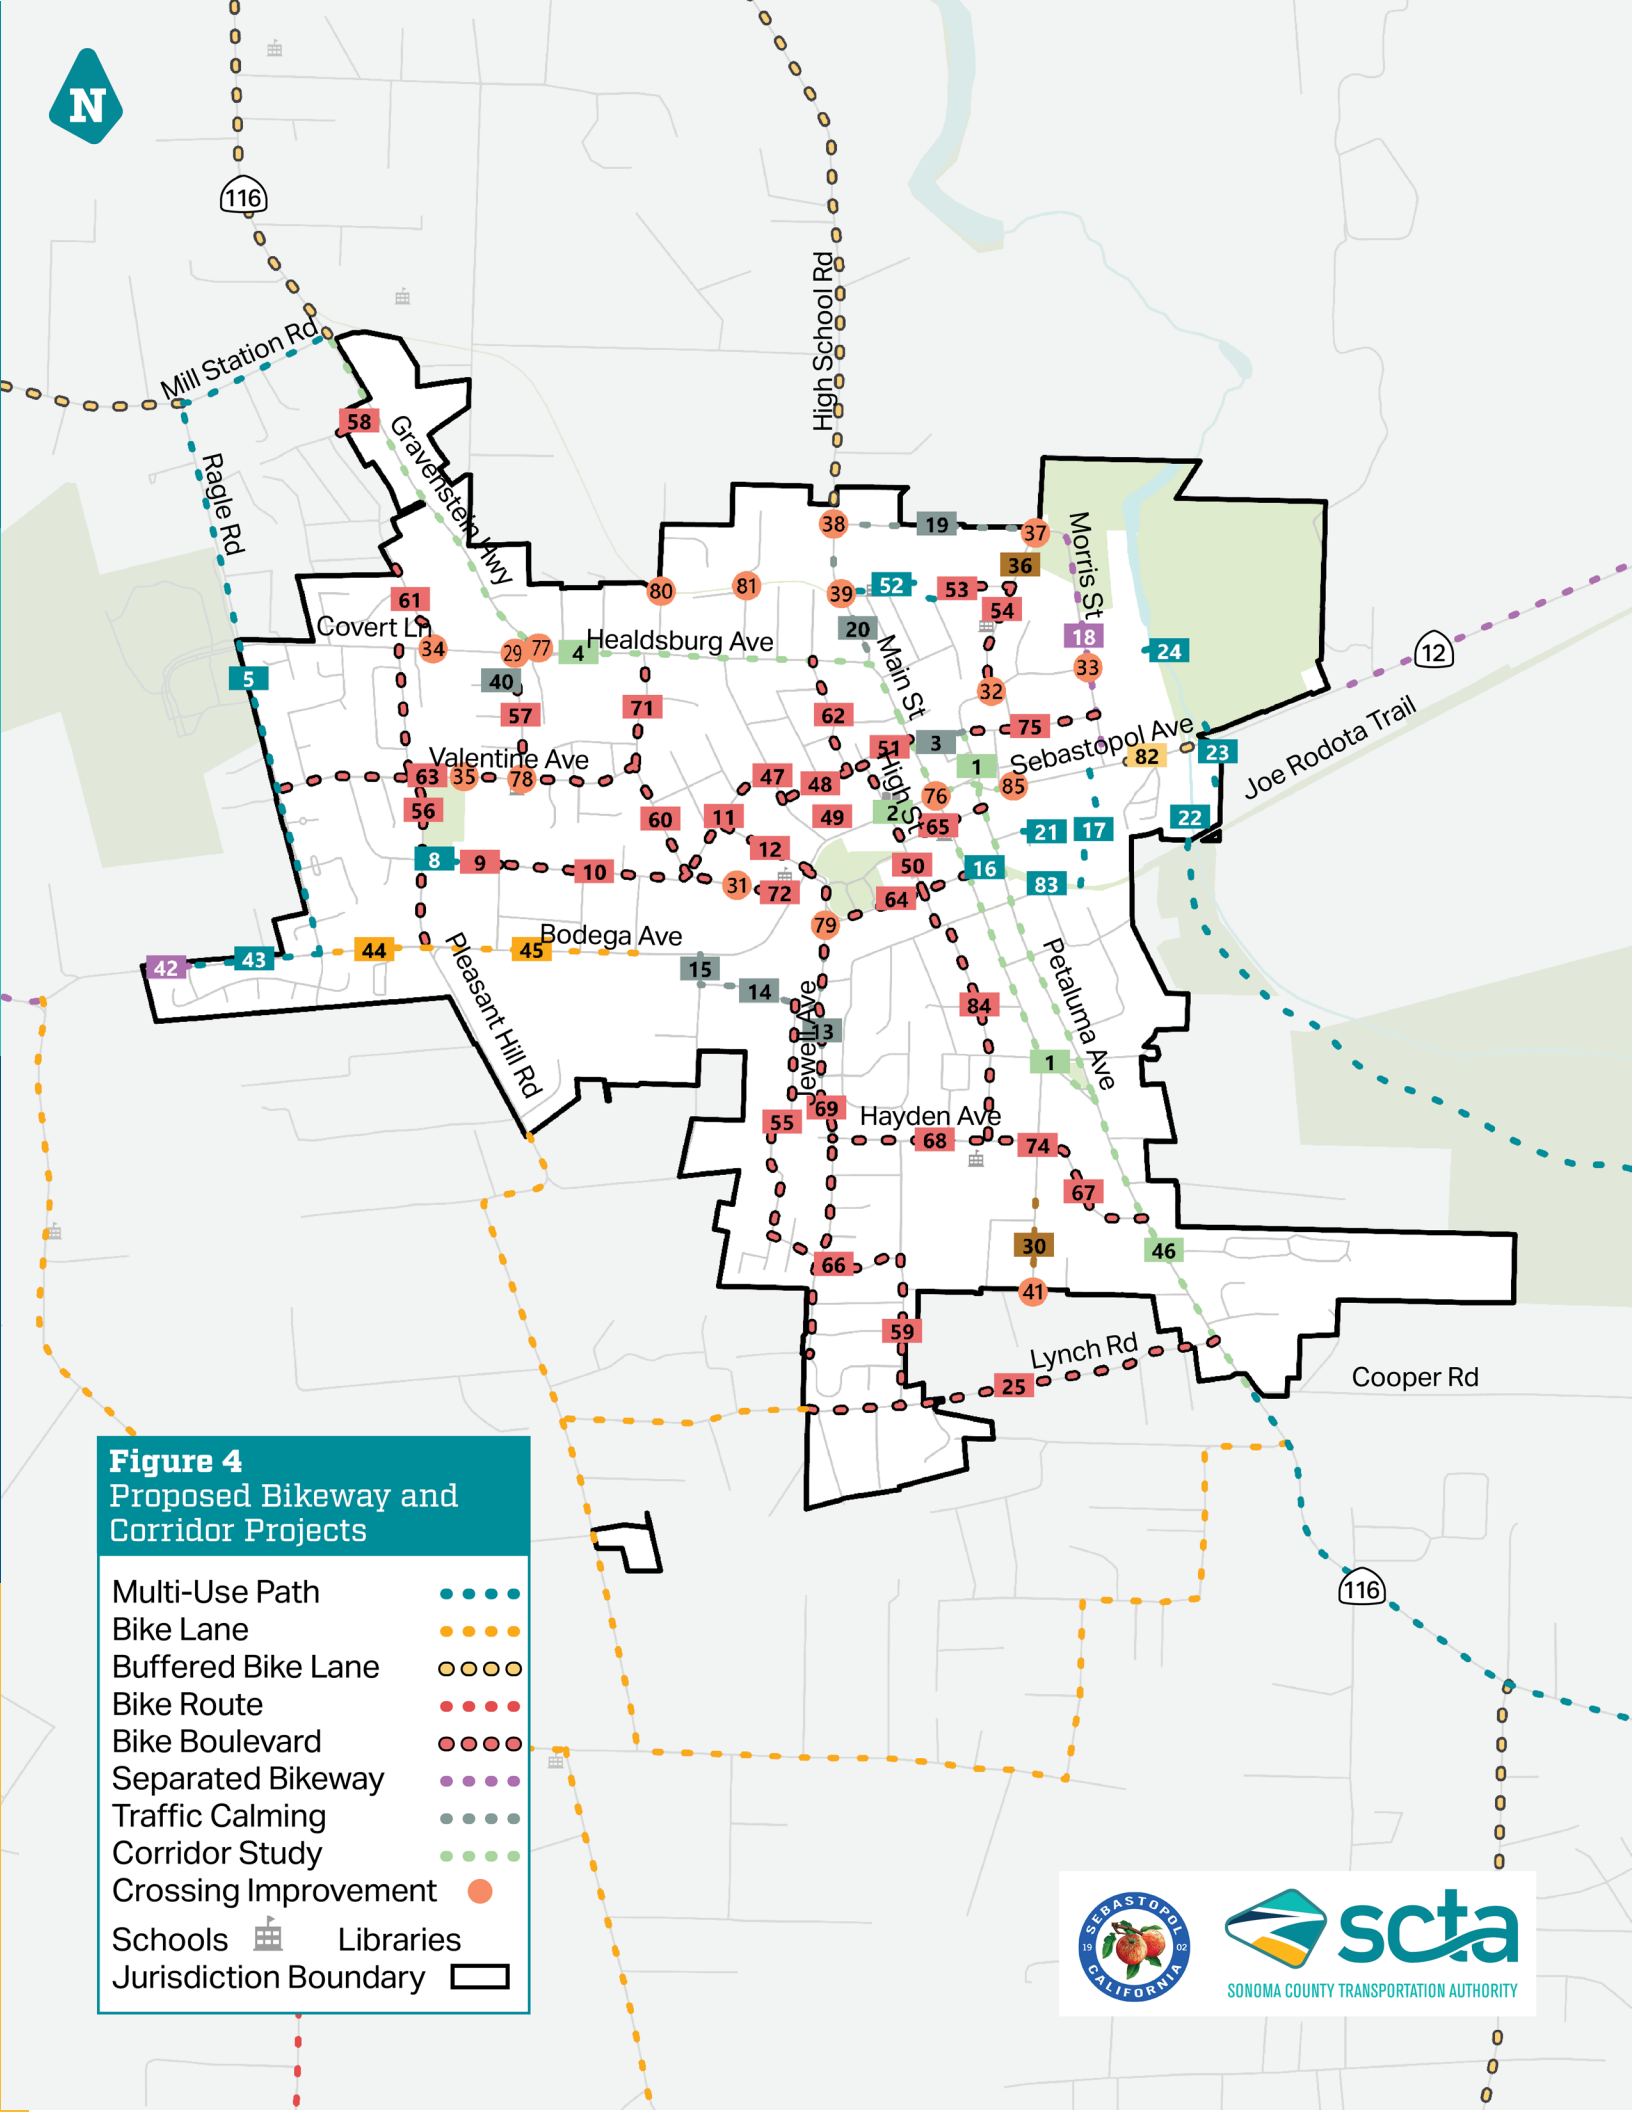 N
116
Mill Station Rd
High School Rd
58
Gravenstein Hwy
Ragle Rd
38
19
37
Morris St
36
80
81
39
52
53
54
61
Covert Ln
34
29
77
4
Healdsburg Ave
20
18
24
12
33
5
40
32
Main St
57
71
62
75
51
3
Sebastopol Ave
82
23
Joe Rodota Trail
Valentine Ave
63
35
78
47
48
1
High St
76
85
56
60
11
49
2
65
21
17
22
12
8
9
10
31
72
50
16
83
64
79
42
43
44
45
Bodega Ave
Pleasant Hill Rd
15
14
13
Jewell Ave
84
Petaluma Ave
1
55
69
Hayden Ave
68
74
67
66
30
46
41
59
Lynch Rd
25
Cooper Rd
Figure 4
Proposed Bikeway and
Corridor Projects
Multi-Use Path
Bike Lane
Buffered Bike Lane
Bike Route
Bike Boulevard
Separated Bikeway
Traffic Calming
Corridor Study
Crossing Improvement
Schools Libraries
Jurisdiction Boundary
116
SEBASTOPOL
19 02
CALIFORNIA
scta
SONOMA COUNTY TRANSPORTATION AUTHORITY